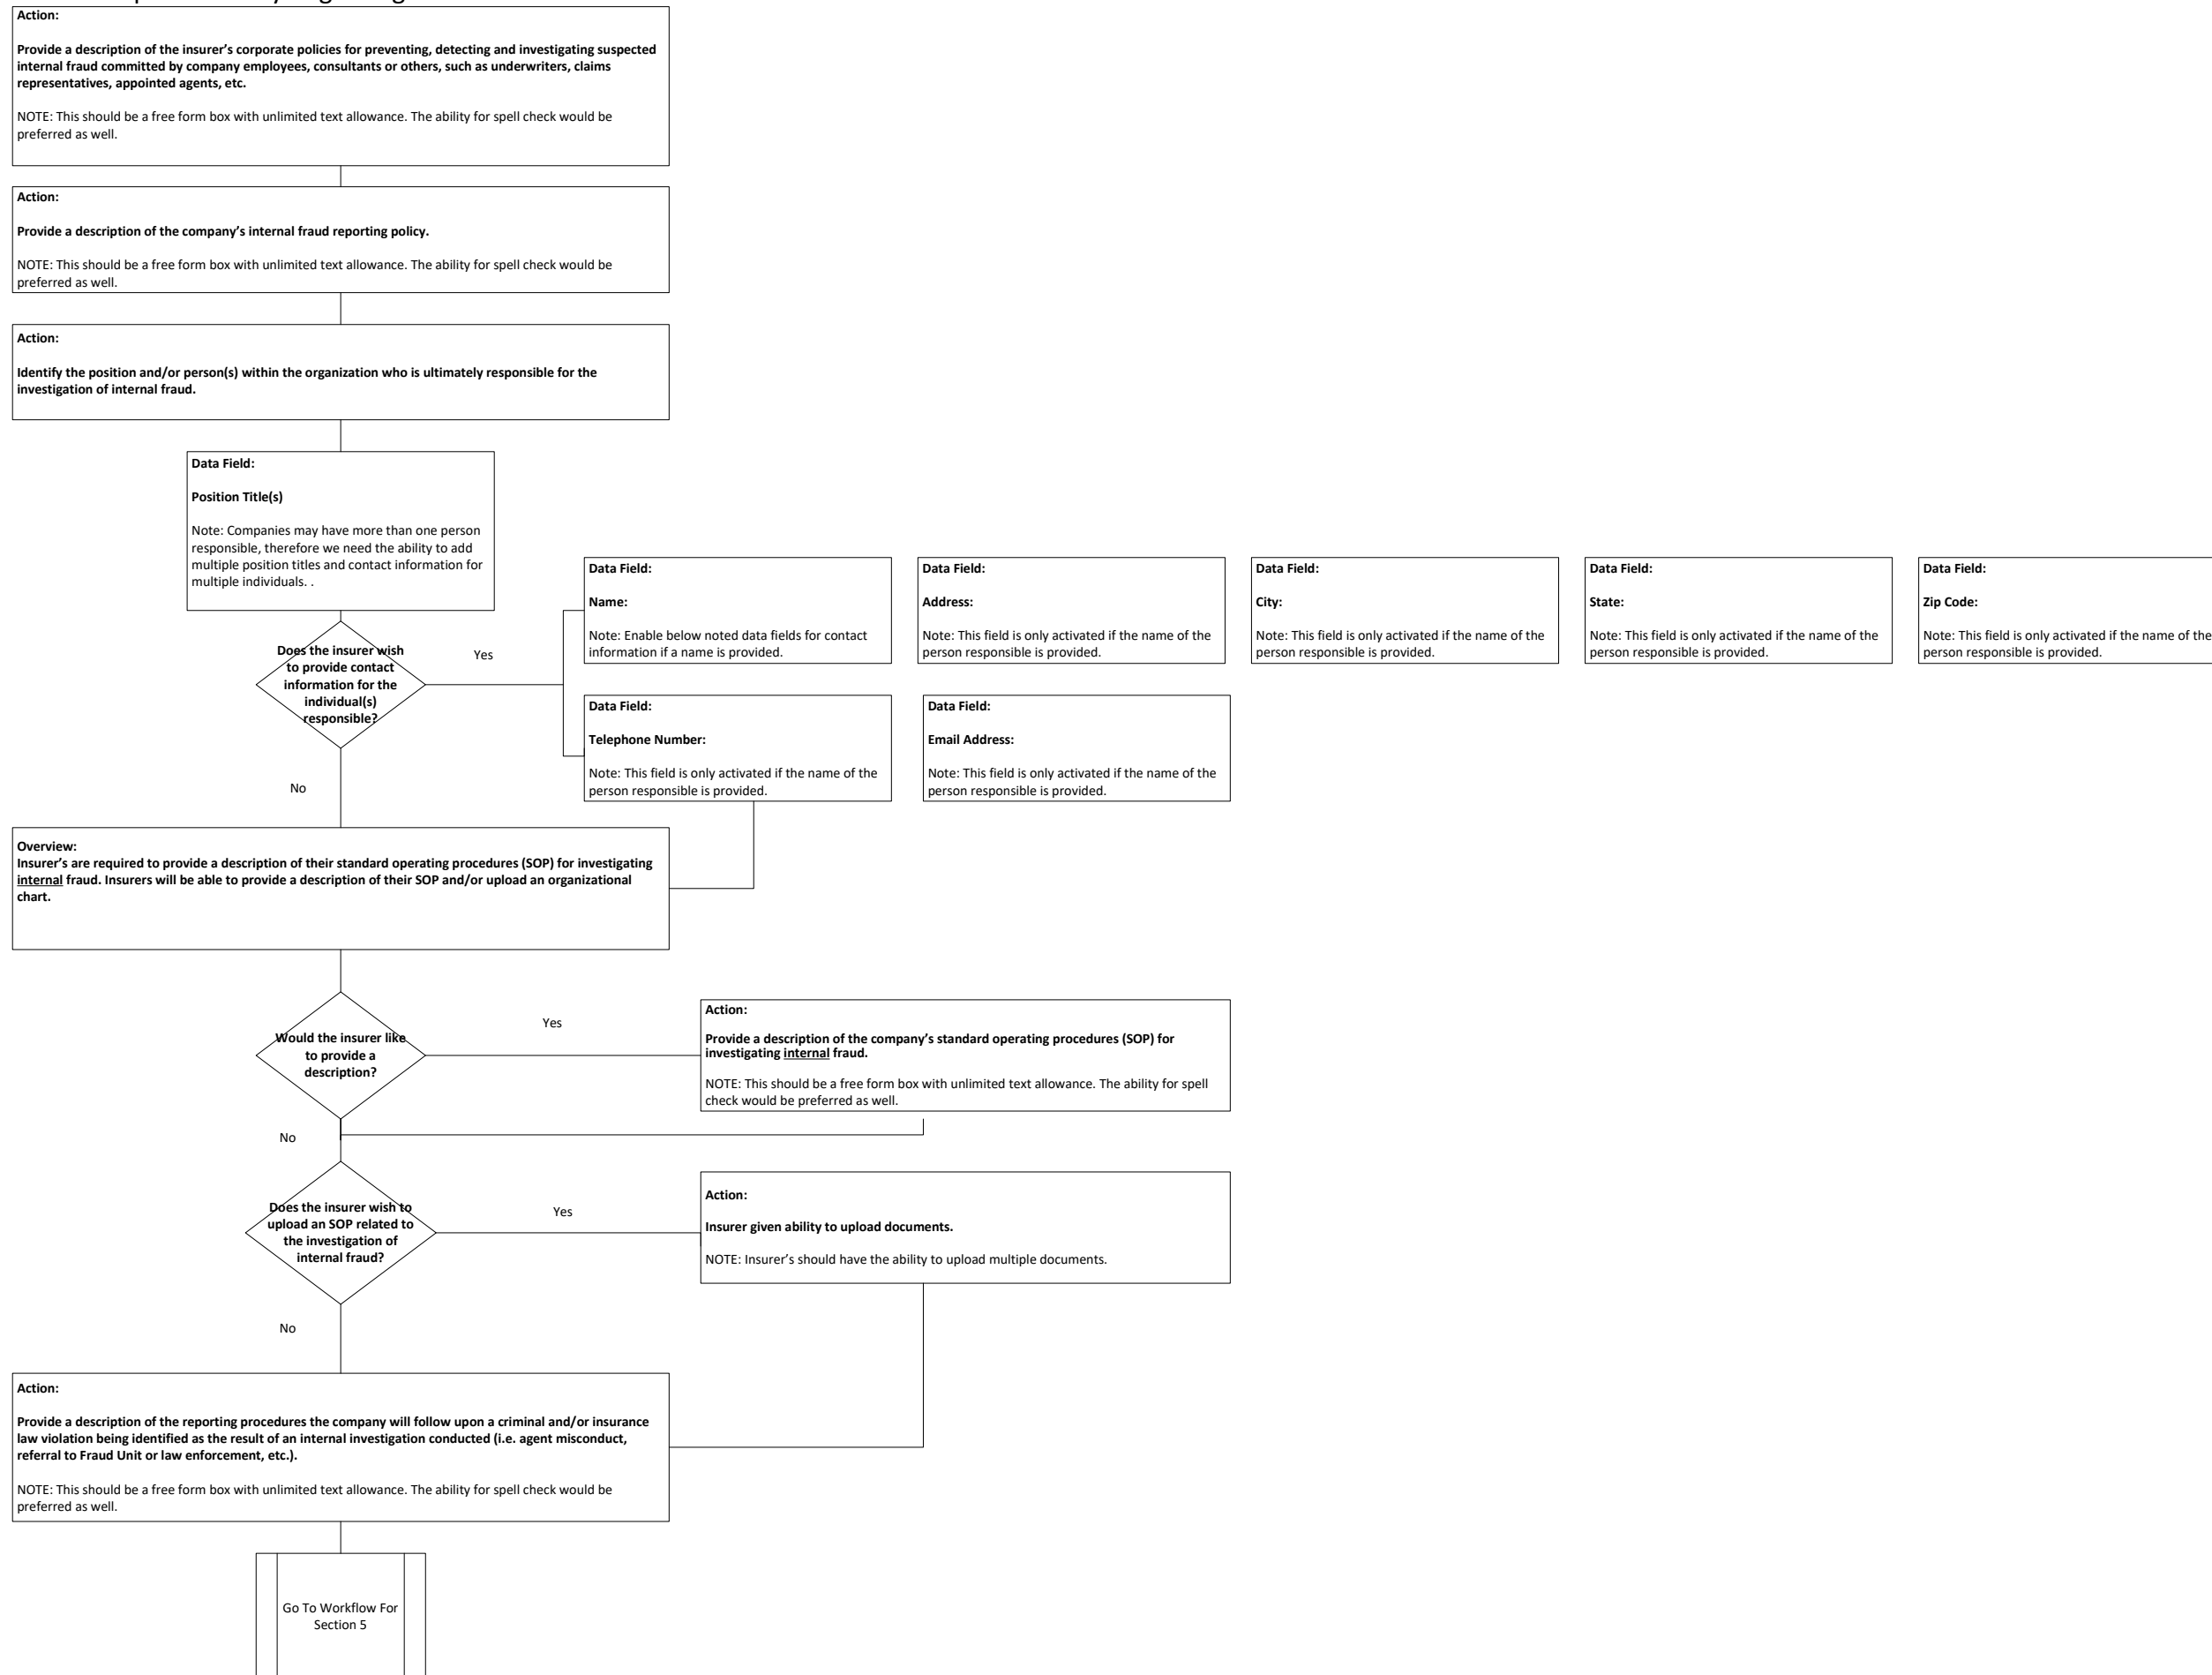 Action:
Provide a description of the insurer’s corporate policies for preventing, detecting and investigating suspected
internal fraud committed by company employees, consultants or others, such as underwriters, claims
representatives, appointed agents, etc.
NOTE: This should be a free form box with unlimited text allowance. The ability for spell check would be
preferred as well.
Action:
Provide a description of the company’s internal fraud reporting policy.
NOTE: This should be a free form box with unlimited text allowance. The ability for spell check would be
preferred as well.
Action:
Identify the position and/or person(s) within the organization who is ultimately responsible for the
investigation of internal fraud.
Data Field:
Position Title(s)
Note: Companies may have more than one person
responsible, therefore we need the ability to add
multiple position titles and contact information for
multiple individuals. .
Does the insurer wish
to provide contact
information for the
individual(s)
responsible?
Yes
No
Data Field:
Name:
Note: Enable below noted data fields for contact
information if a name is provided.
Data Field:
Address:
Note: This field is only activated if the name of the
person responsible is provided.
Data Field:
City:
Note: This field is only activated if the name of the
person responsible is provided.
Data Field:
State:
Note: This field is only activated if the name of the
person responsible is provided.
Data Field:
Zip Code:
Note: This field is only activated if the name of the
person responsible is provided.
Data Field:
Telephone Number:
Note: This field is only activated if the name of the
person responsible is provided.
Data Field:
Email Address:
Note: This field is only activated if the name of the
person responsible is provided.
Overview:
Insurer’s are required to provide a description of their standard operating procedures (SOP) for investigating
internal fraud. Insurers will be able to provide a description of their SOP and/or upload an organizational
chart.
Would the insurer like
to provide a
description?
Yes
No
Action:
Provide a description of the company’s standard operating procedures (SOP) for
investigating internal fraud.
NOTE: This should be a free form box with unlimited text allowance. The ability for spell
check would be preferred as well.
Does the insurer wish to
upload an SOP related to
the investigation of
internal fraud?
Yes
No
Action:
Insurer given ability to upload documents.
NOTE: Insurer’s should have the ability to upload multiple documents.
Action:
Provide a description of the reporting procedures the company will follow upon a criminal and/or insurance
law violation being identified as the result of an internal investigation conducted (i.e. agent misconduct,
referral to Fraud Unit or law enforcement, etc.).
NOTE: This should be a free form box with unlimited text allowance. The ability for spell check would be
preferred as well.
Go To Workflow For
Section 5